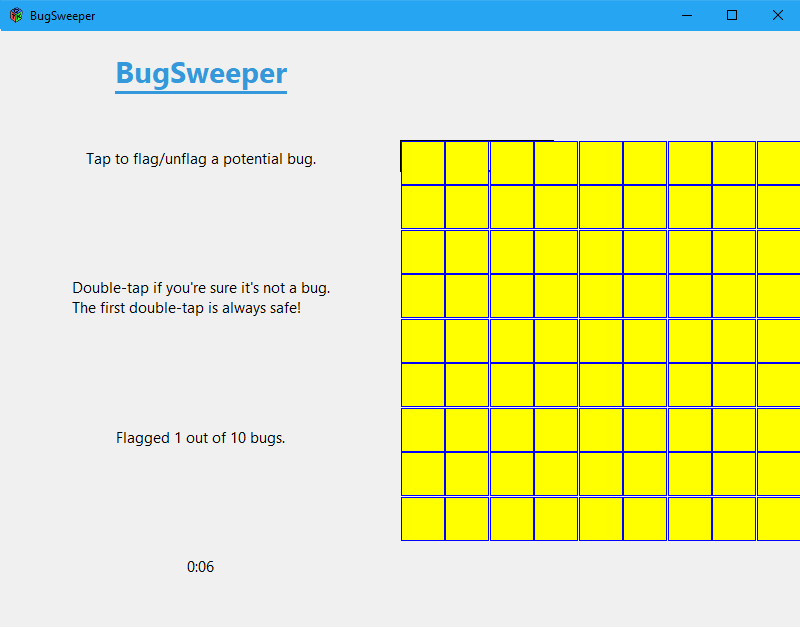 BugSweeper
BugSweeper
Tap to flag/unflag a potential bug.
Double-tap if you're sure it's not a bug.
The first double-tap is always safe!
Flagged 1 out of 10 bugs.
0:06